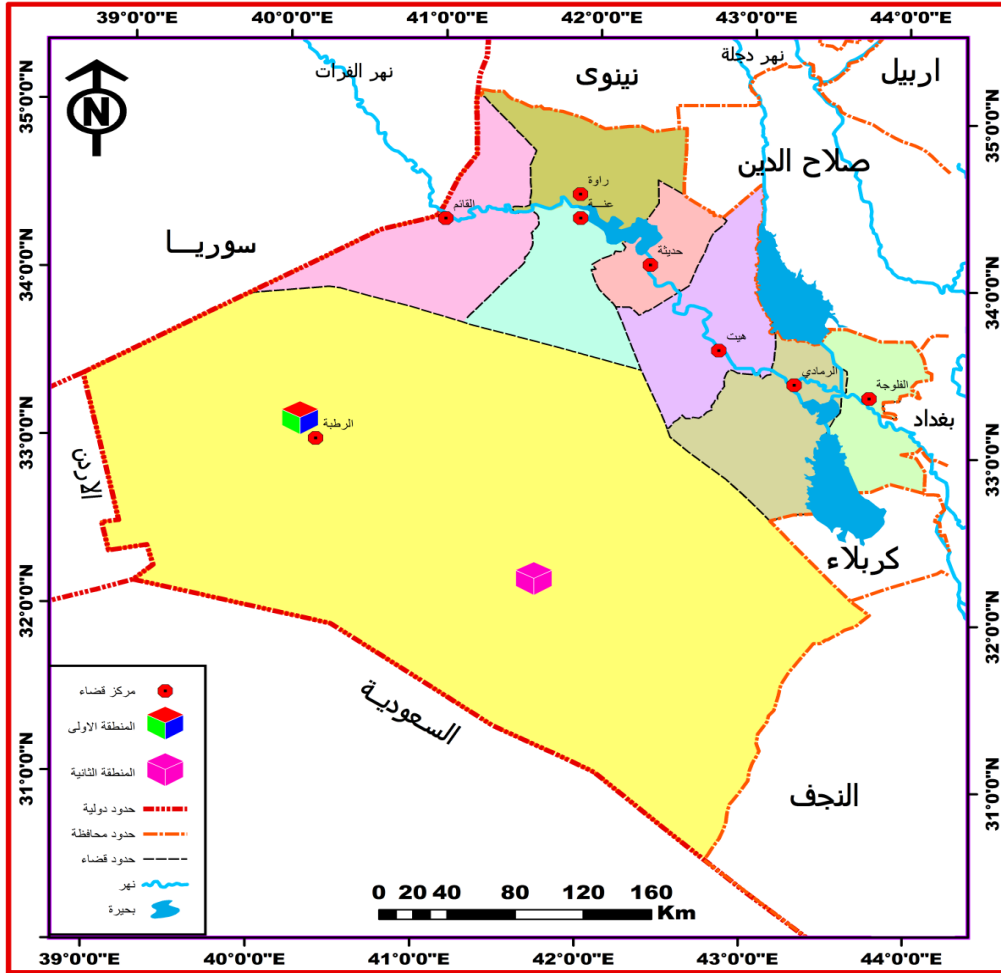 39°0'0"E 40°0'0"E 41°0'0"E 42°0'0"E 43°0'0"E 44°0'0"E
35°0'0"N
34°0'0"N
33°0'0"N
32°0'0"N
31°0'0"N
35°0'0"N
34°0'0"N
33°0'0"N
32°0'0"N
31°0'0"N
N
نهر الفرات
نينوى
نهر دجلة
اربيل
صلاح الدين
راوة
عنـــة
القائم
سوريـــا
حديثة
هيت
الرمادي
الفلوجة
بغداد
الرطبة
الاردن
كربلاء
السعودية
النجف
مركز قضاء
المنطقة الاولى
المنطقة الثانية
حدود دولية
حدود محافظة
حدود قضاء
نهر
بحيرة
0 20 40 80 120 160
Km
39°0'0"E 40°0'0"E 41°0'0"E 42°0'0"E 43°0'0"E 44°0'0"E